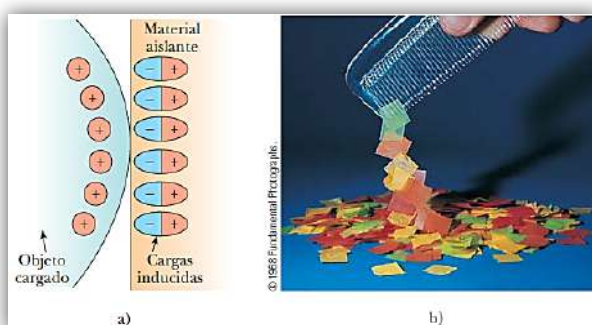 Material
aislante
+ − +
+ − +
+ − +
+ − +
+ − +
+ − +
Objeto
cargado
Cargas
inducidas
a)
© 1968 Fundamental Photographs.
b)